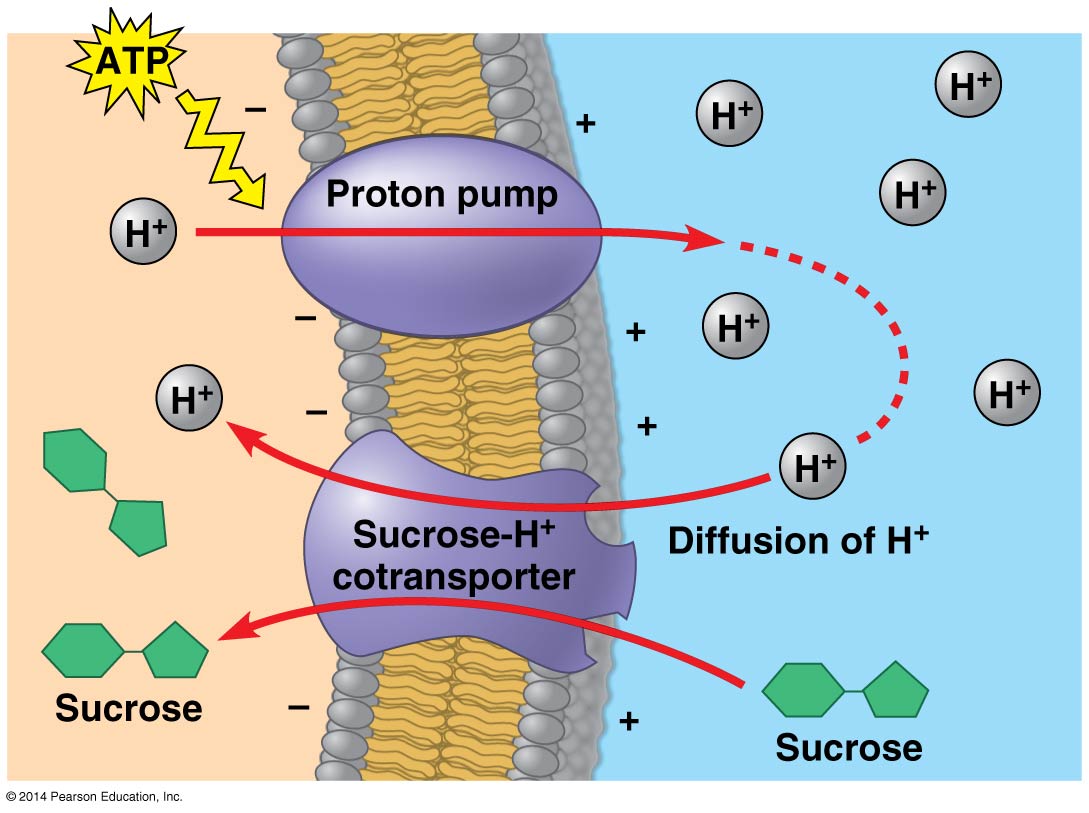 ATP
–
+
H⁺
H⁺
H⁺
Proton pump
H⁺
–
+
H⁺
H⁺
–
H⁺
+
H⁺
Sucrose-H⁺
cotransporter
Diffusion of H⁺
Sucrose
–
+
Sucrose
© 2014 Pearson Education, Inc.